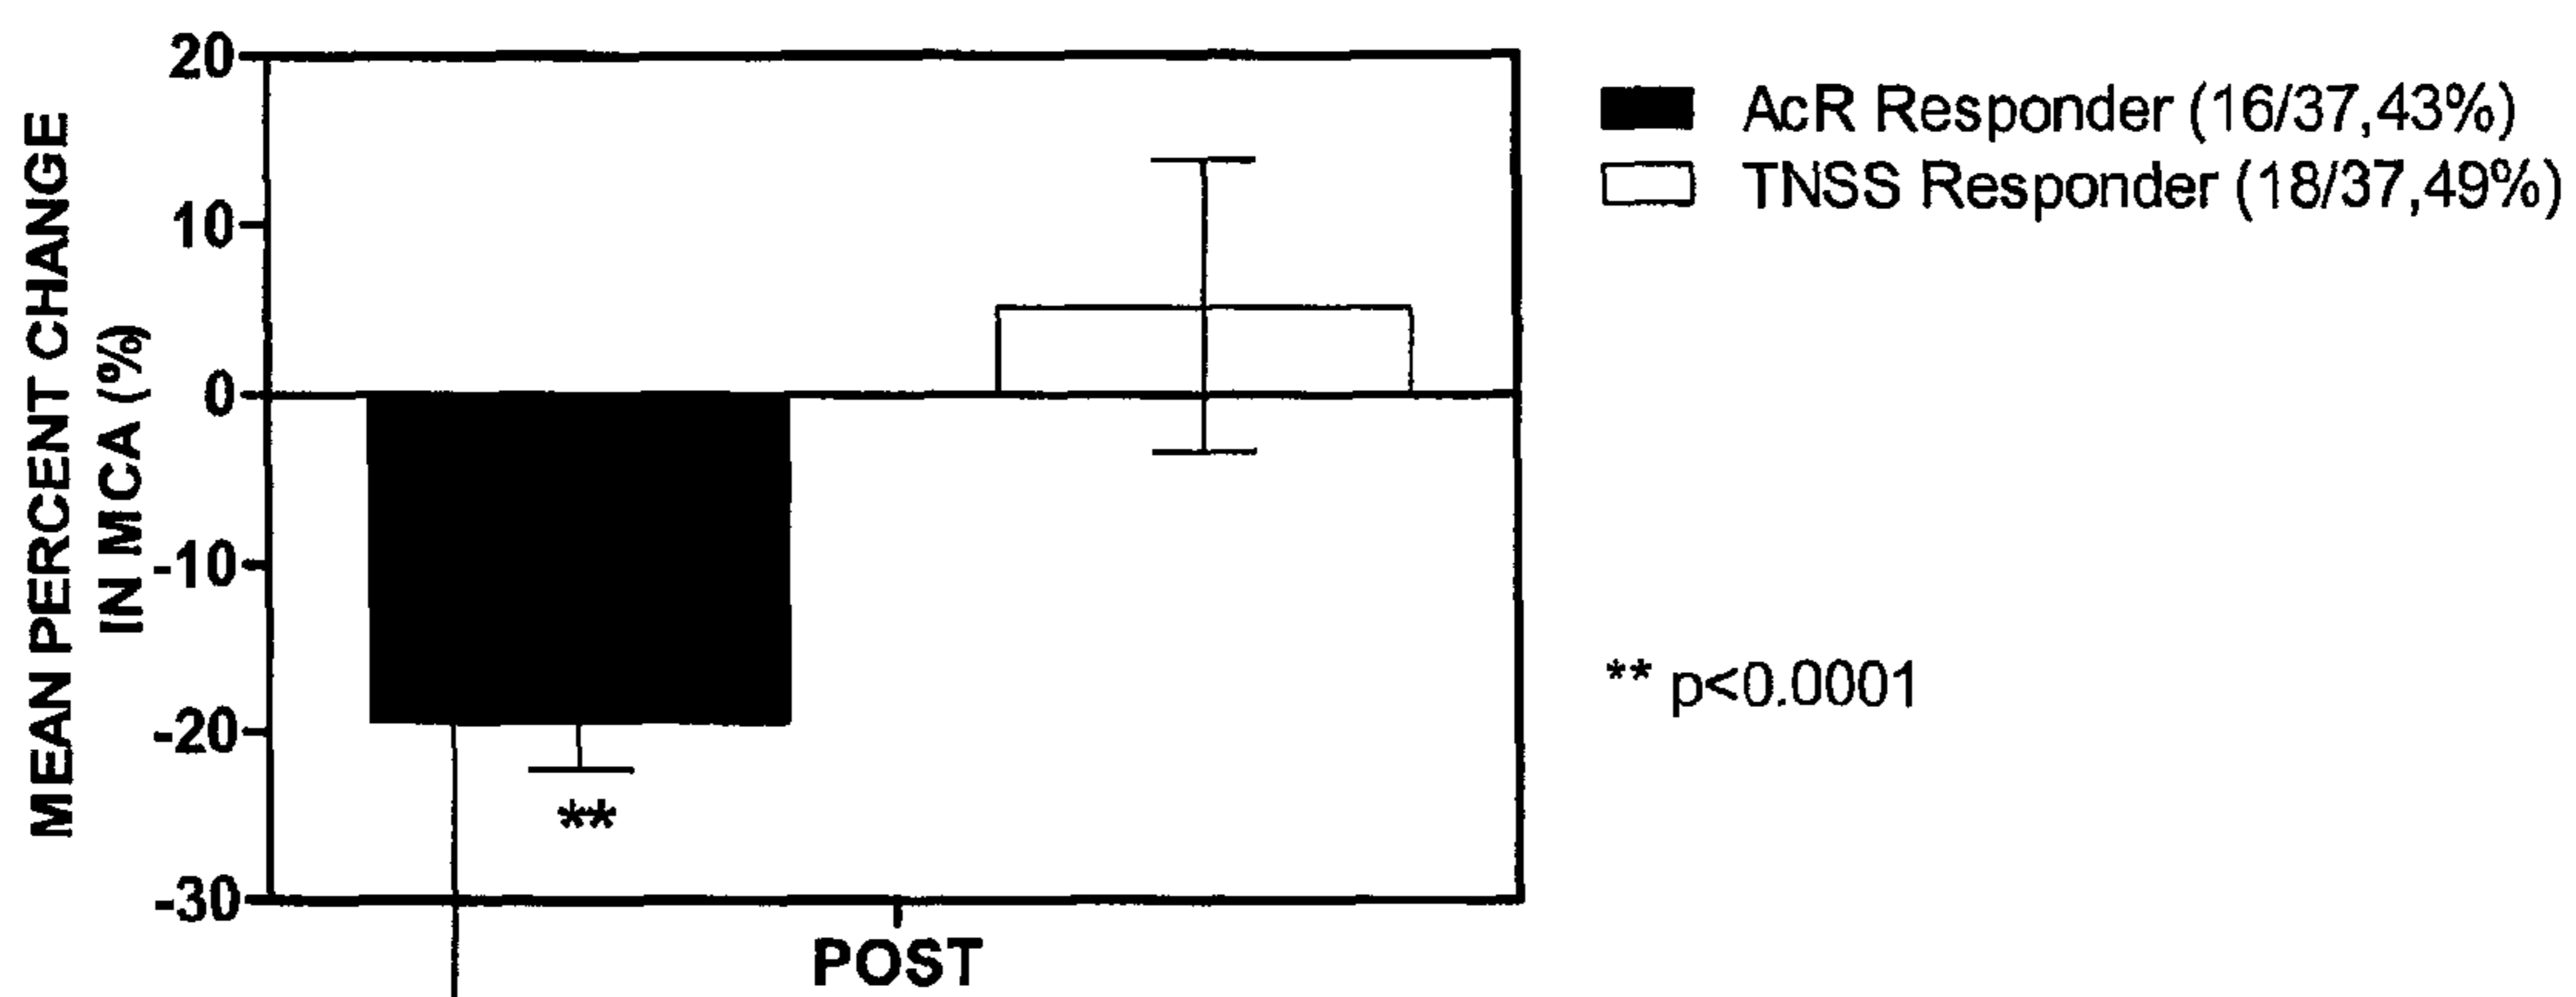 MEAN PERCENT CHANGE
IN MCA (%)
20
10
0
-10
-20
-30
**
POST
AcR Responder (16/37,43%)
TNSS Responder (18/37,49%)
** p<0.0001